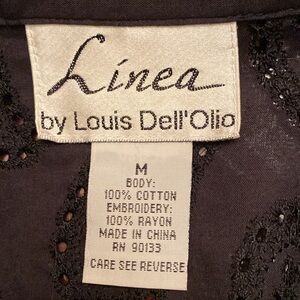 Linea
by Louis Dell'Olio
M
BODY:
100% COTTON
EMBROIDERY:
100% RAYON
MADE IN CHINA
RN 90133
CARE SEE REVERSE